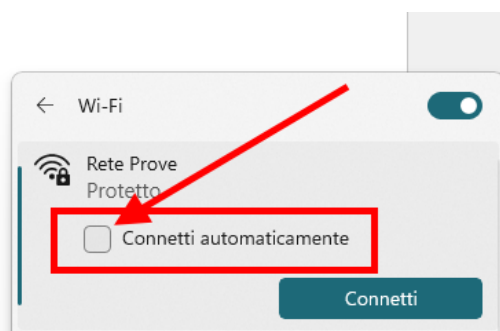 Wi-Fi
Rete Prove
Protetto
Connetti automaticamente
Connetti